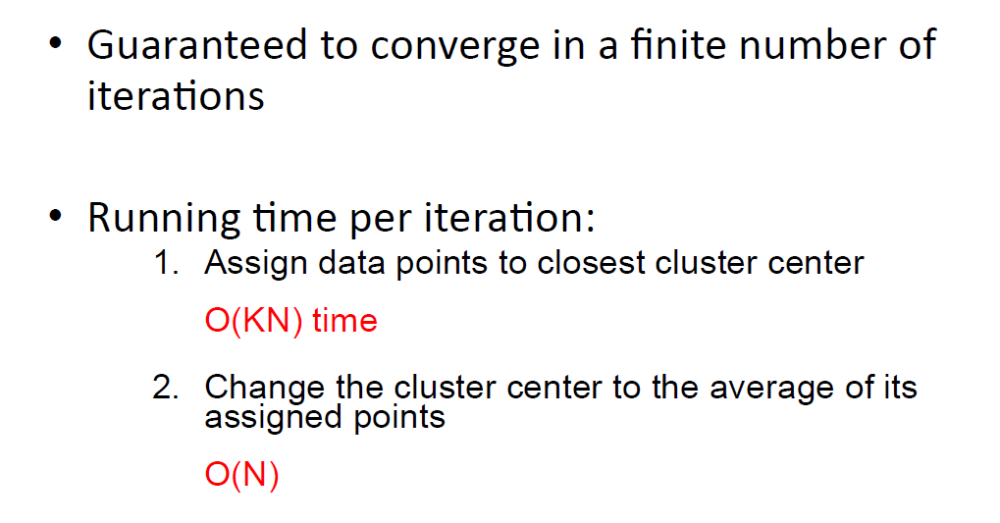 • Guaranteed to converge in a finite number of
iterations
• Running time per iteration:
1. Assign data points to closest cluster center
O(KN) time
2. Change the cluster center to the average of its
assigned points
O(N)